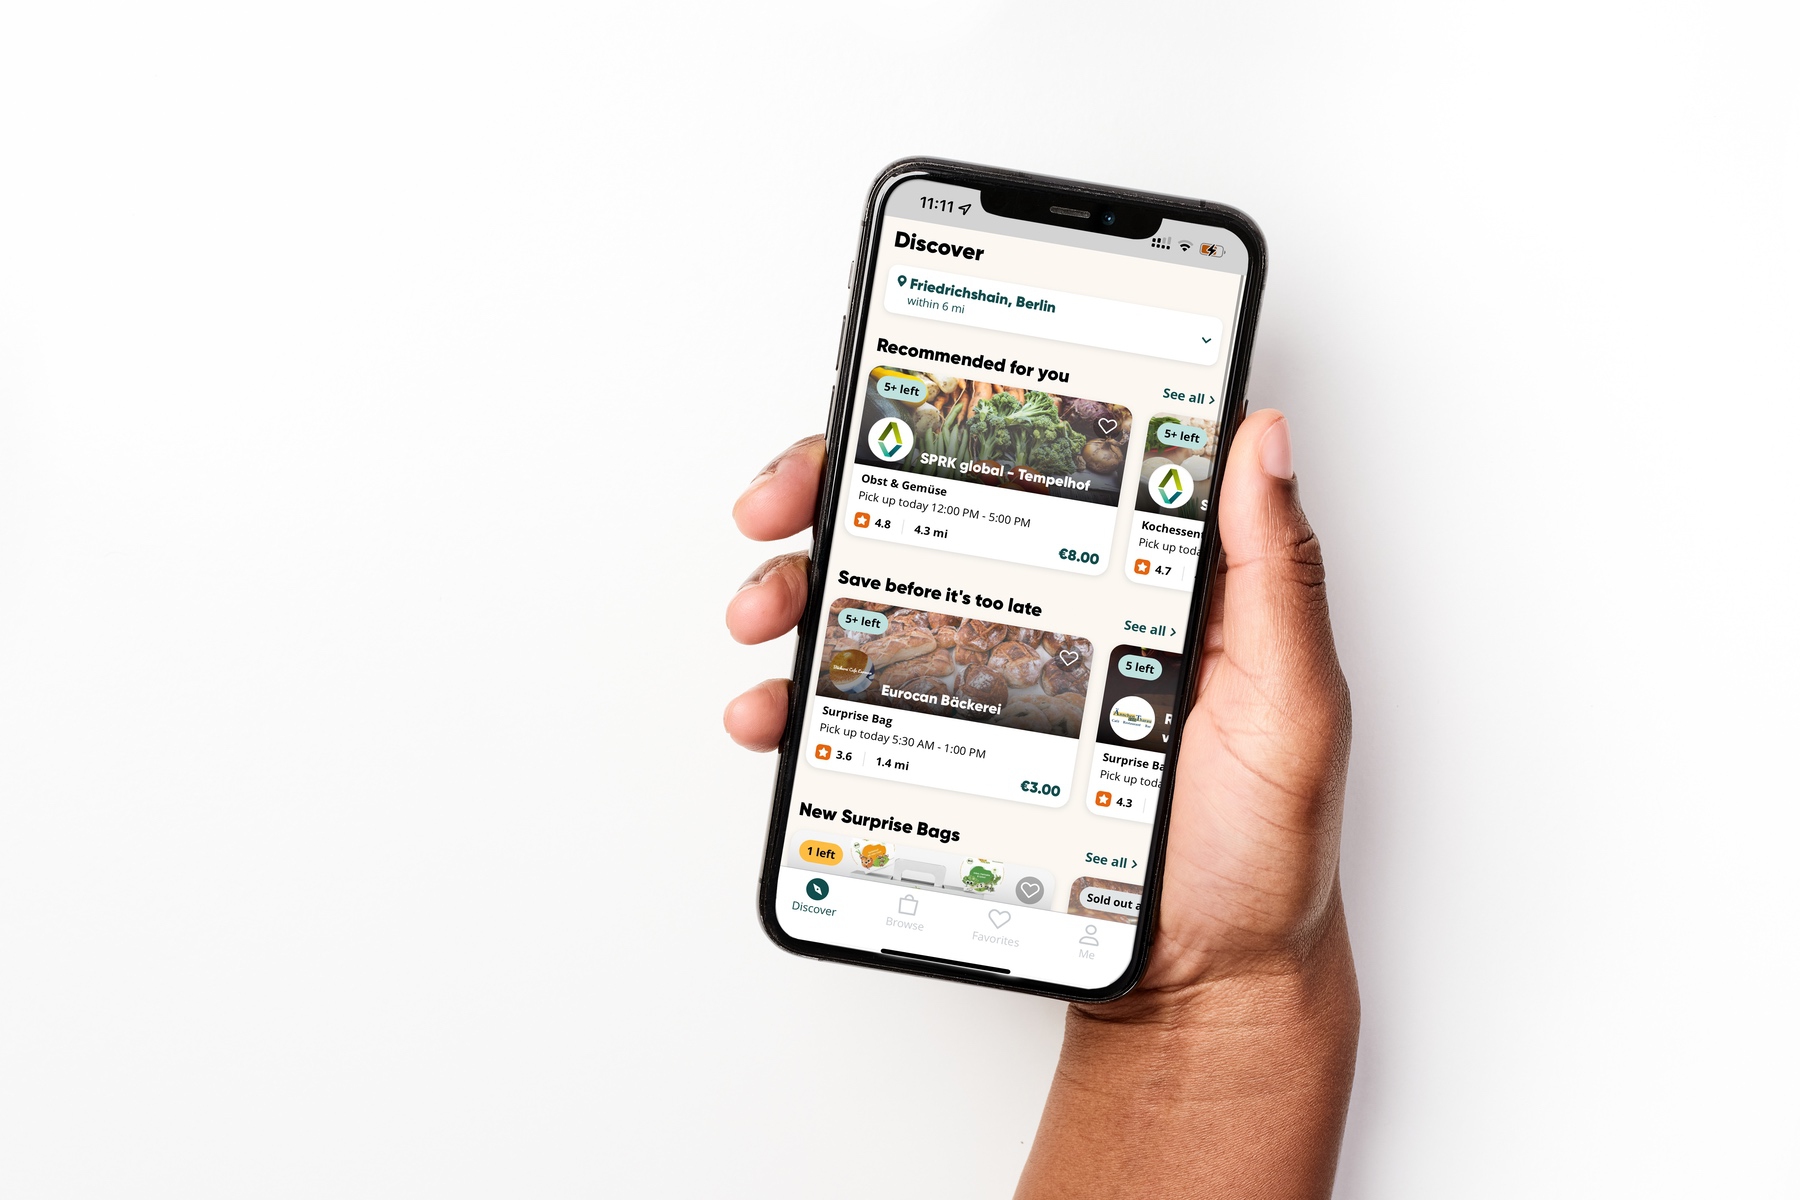 11:11
Discover
Friedrichshain, Berlin
within 6 mi
Recommended for you
See all
5+ left
SPRK global - Tempelhof
Obst & Gemüse
Pick up today 12:00 PM - 5:00 PM
4.8
4.3 mi
€8.00
5+ left
S
Kochessen
Pick up toda
4.7
Save before it's too late
See all
5+ left
Eurocan Bäckerei
Surprise Bag
Pick up today 5:30 AM - 1:00 PM
3.6
1.4 mi
€3.00
5 left
R
Surprise Ba
Pick up toda
4.3
New Surprise Bags
See all
1 left
Sold out a
Discover
Browse
Favorites
Me